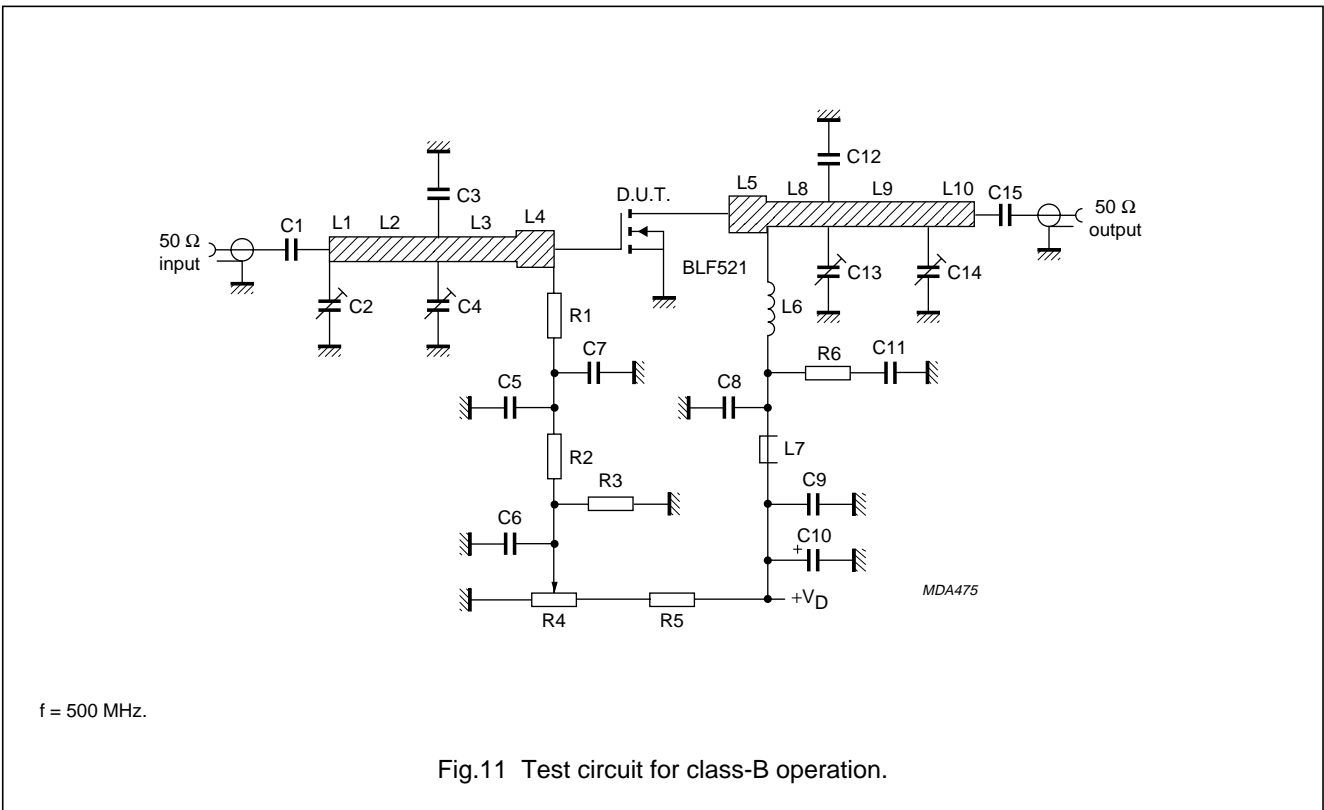 C12
L5
L8
L9
L10
C15
50 Ω
output
C3
D.U.T.
C1
L1
L2
L3
L4
50 Ω
input
BLF521
C13
C14
C2
C4
L6
R1
C7
R6
C11
C5
C8
R2
L7
R3
C9
C6
+
C10
+VD
MDA475
R4
R5
f = 500 MHz.
Fig.11 Test circuit for class-B operation.